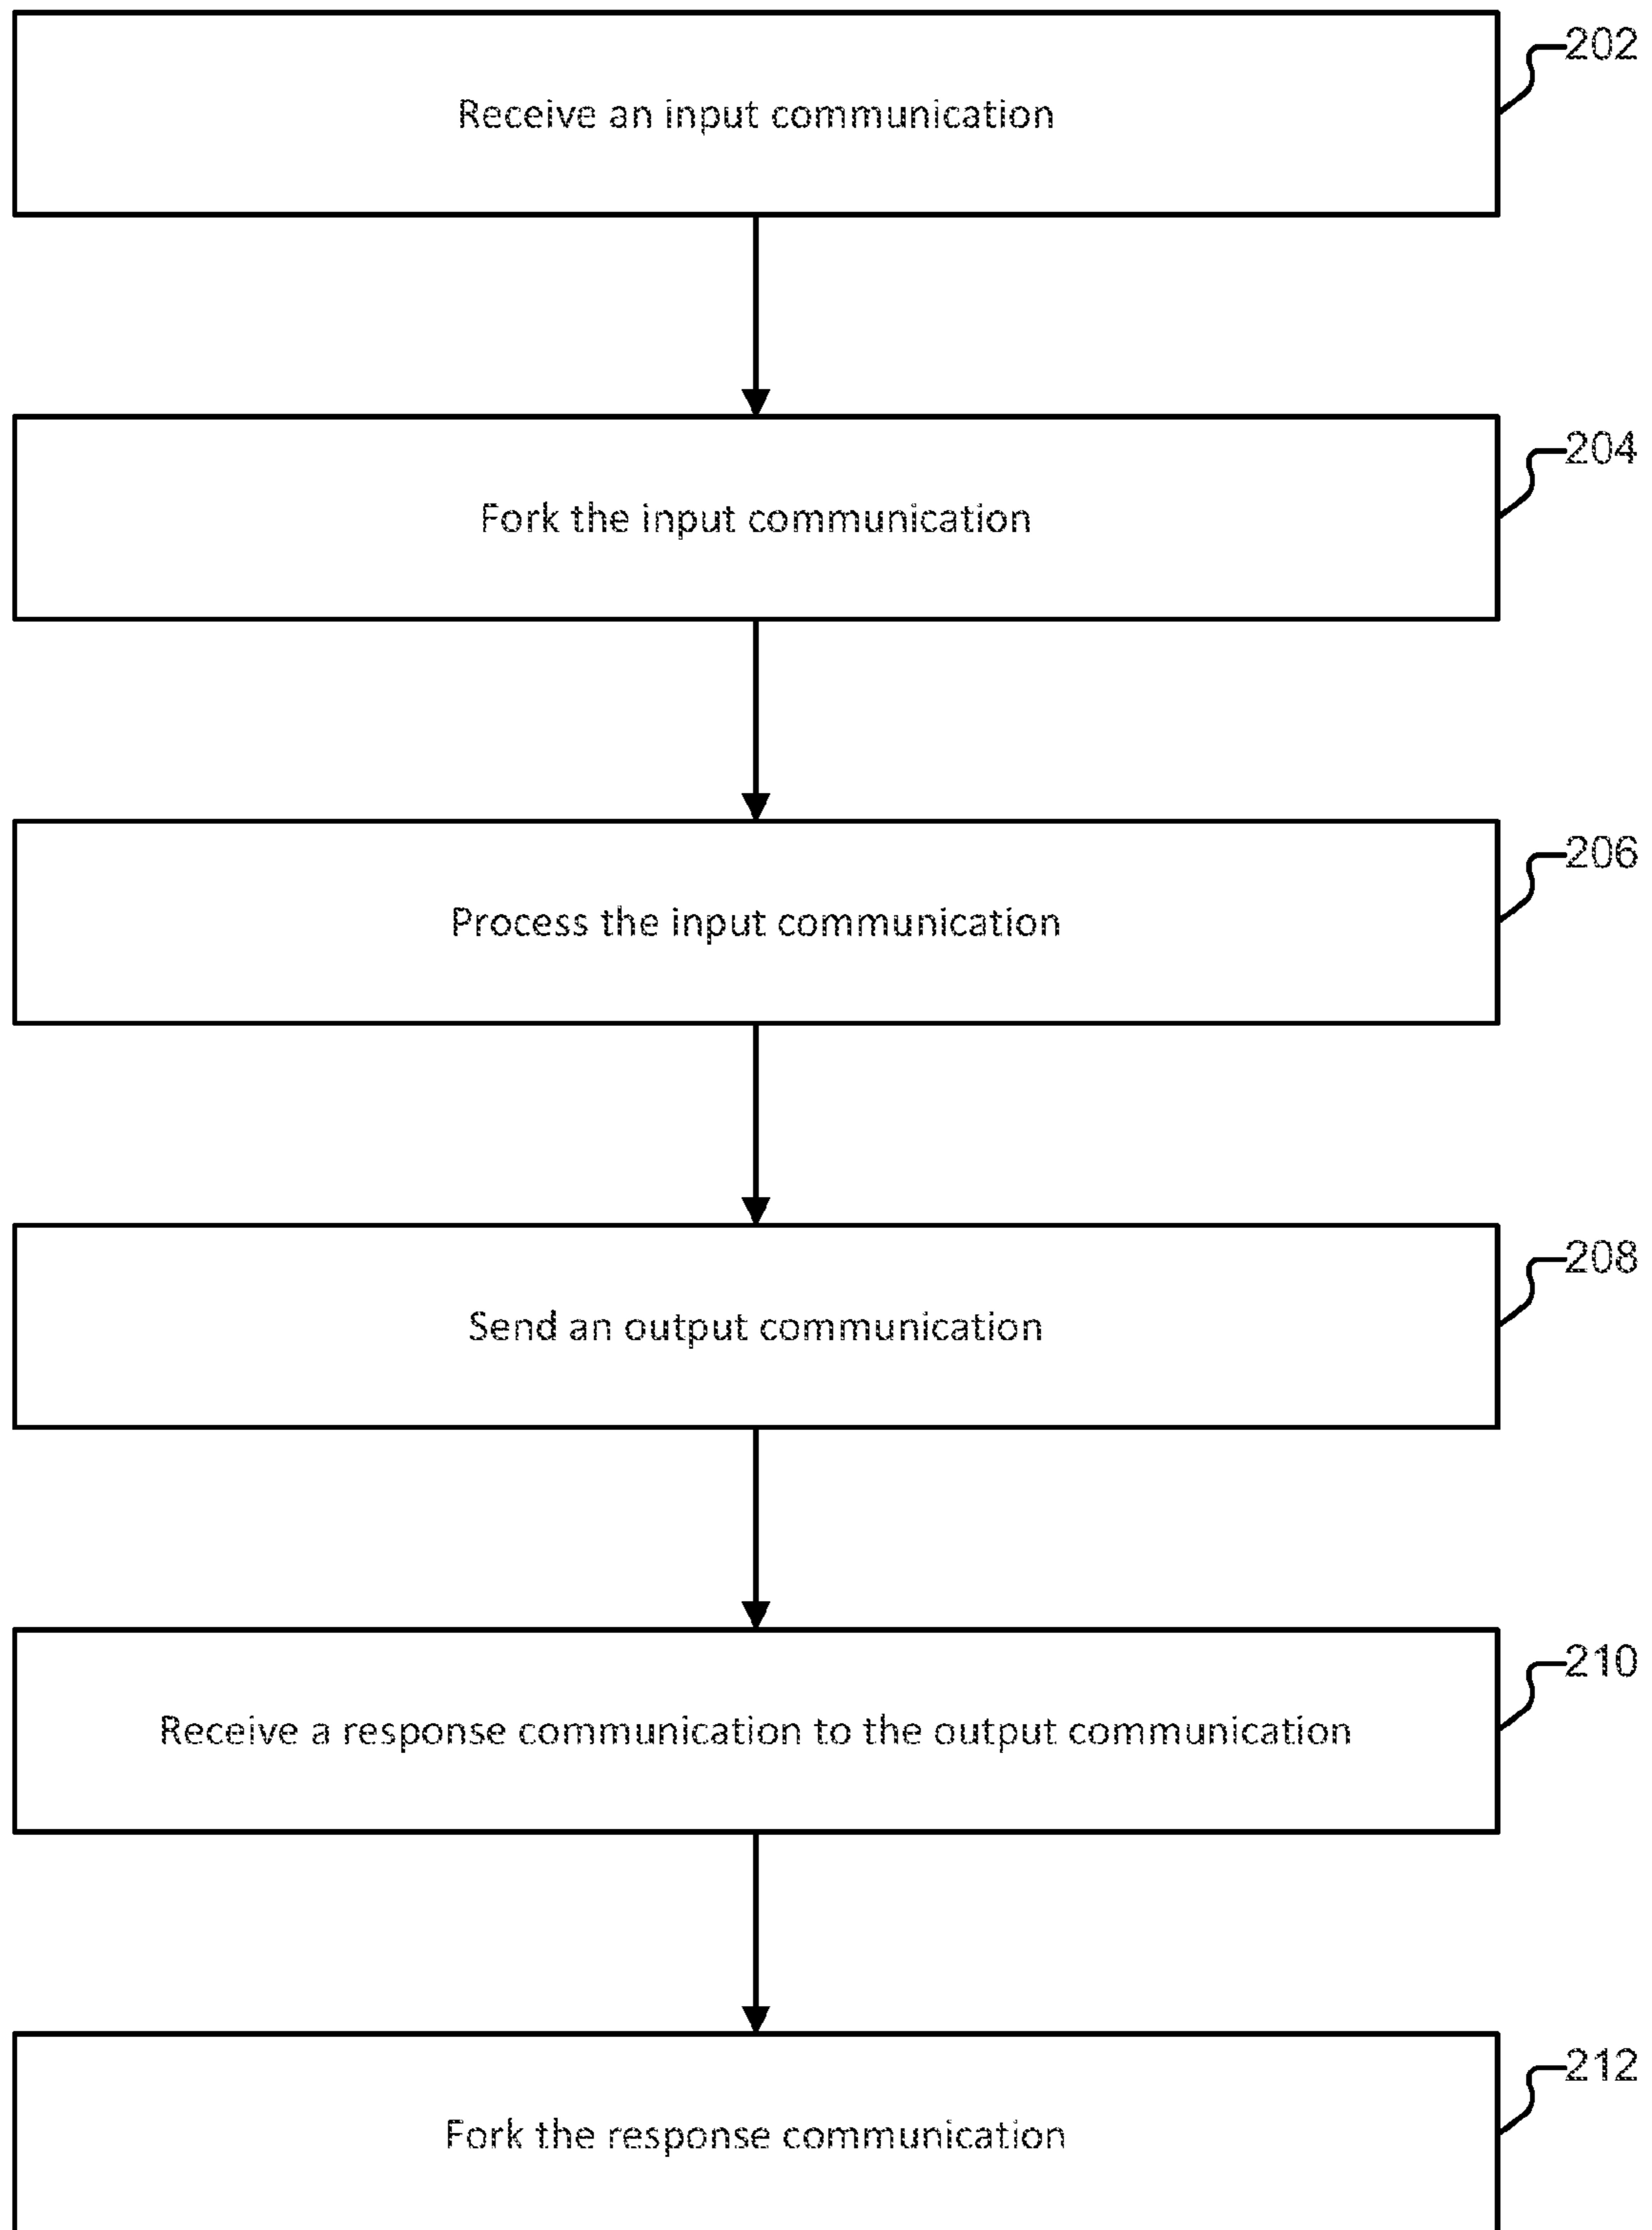 202
Receive an input communication
204
Fork the input communication
206
Process the input communication
208
Send an output communication
210
Receive a response communication to the output communication
212
Fork the response communication